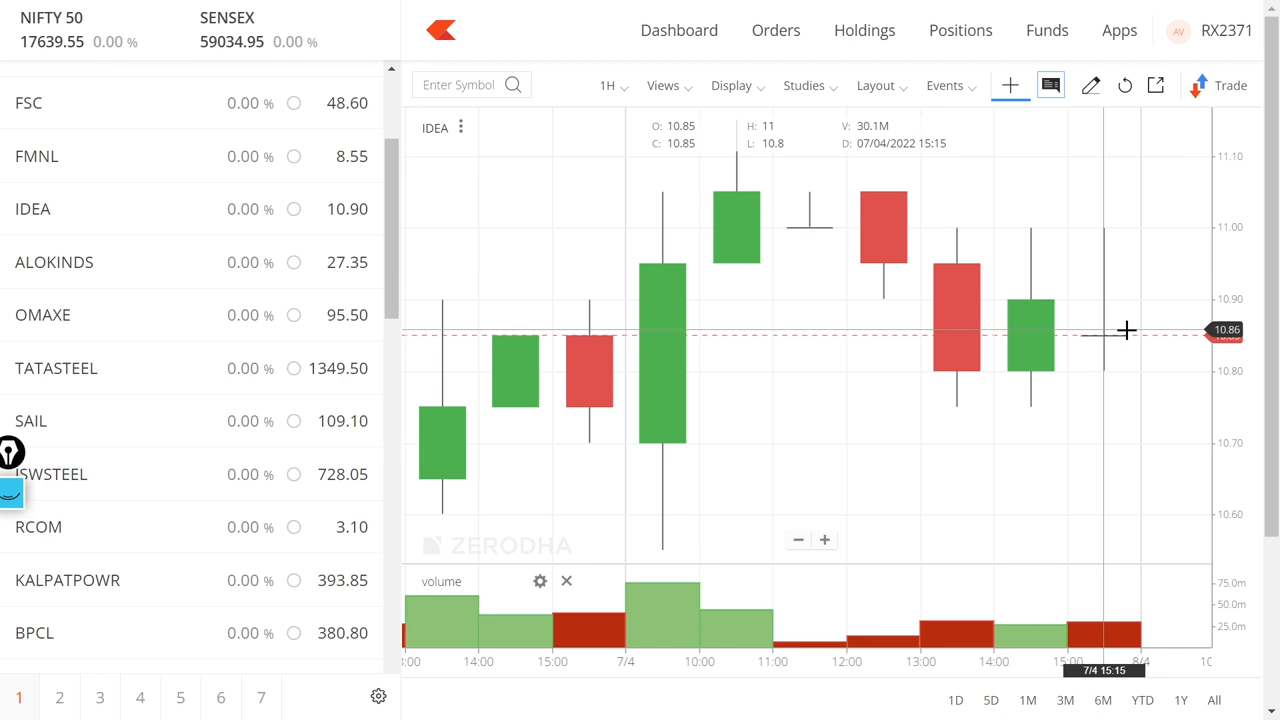 NIFTY 50 SENSEX
17639.55 0.00 % 59034.95 0.00 %
Dashboard Orders Holdings Positions Funds Apps AV RX2371
Enter Symbol 1H Views Display Studies Layout Events Trade
FSC 0.00 % 48.60
FMNL 0.00 % 8.55
IDEA 0.00 % 10.90
ALOKINDS 0.00 % 27.35
OMAXE 0.00 % 95.50
TATASTEEL 0.00 % 1349.50
SAIL 0.00 % 109.10
JSWSTEEL 0.00 % 728.05
RCOM 0.00 % 3.10
KALPATPOWR 0.00 % 393.85
BPCL 0.00 % 380.80
1 2 3 4 5 6 7
IDEA
O: 10.85 H: 11 V: 30.1M
C: 10.85 L: 10.8 D: 07/04/2022 15:15
11.10
11.00
10.90
10.86
10.80
10.70
10.60
ZERODHA
volume
75.0m
50.0m
25.0m
14:00 15:00 7/4 10:00 11:00 12:00 13:00 14:00 15:00 8/4
7/4 15:15
1D 5D 1M 3M 6M YTD 1Y All